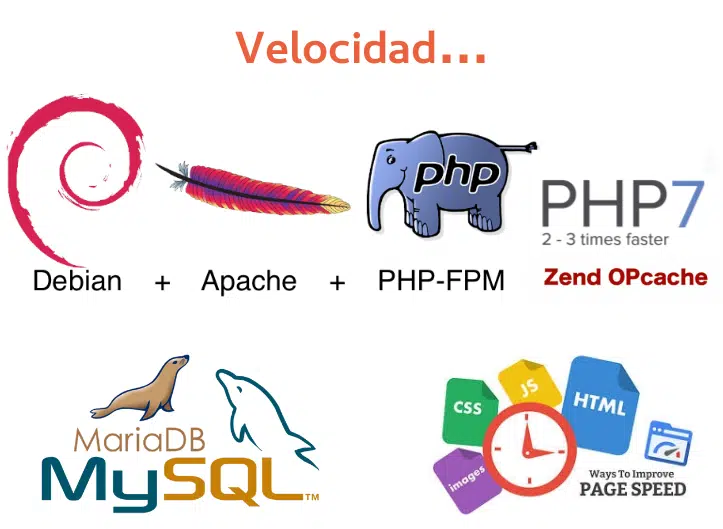 Velocidad...
php
PHP7
2 - 3 times faster
Debian + Apache + PHP-FPM
Zend OPcache
MariaDB
MySQL™
CSS
JS
HTML
images
Ways To Improve
PAGE SPEED